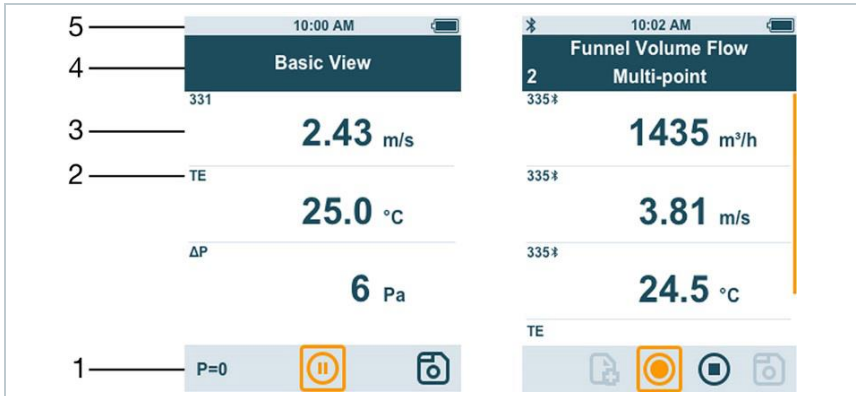 5
10:00 AM
4
Basic View
331
3
2.43 m/s
2
TE
25.0 °C
ΔP
6 Pa
1
P=0
10:02 AM
Funnel Volume Flow
2 Multi-point
335
1435 m³/h
335
3.81 m/s
335
24.5 °C
TE